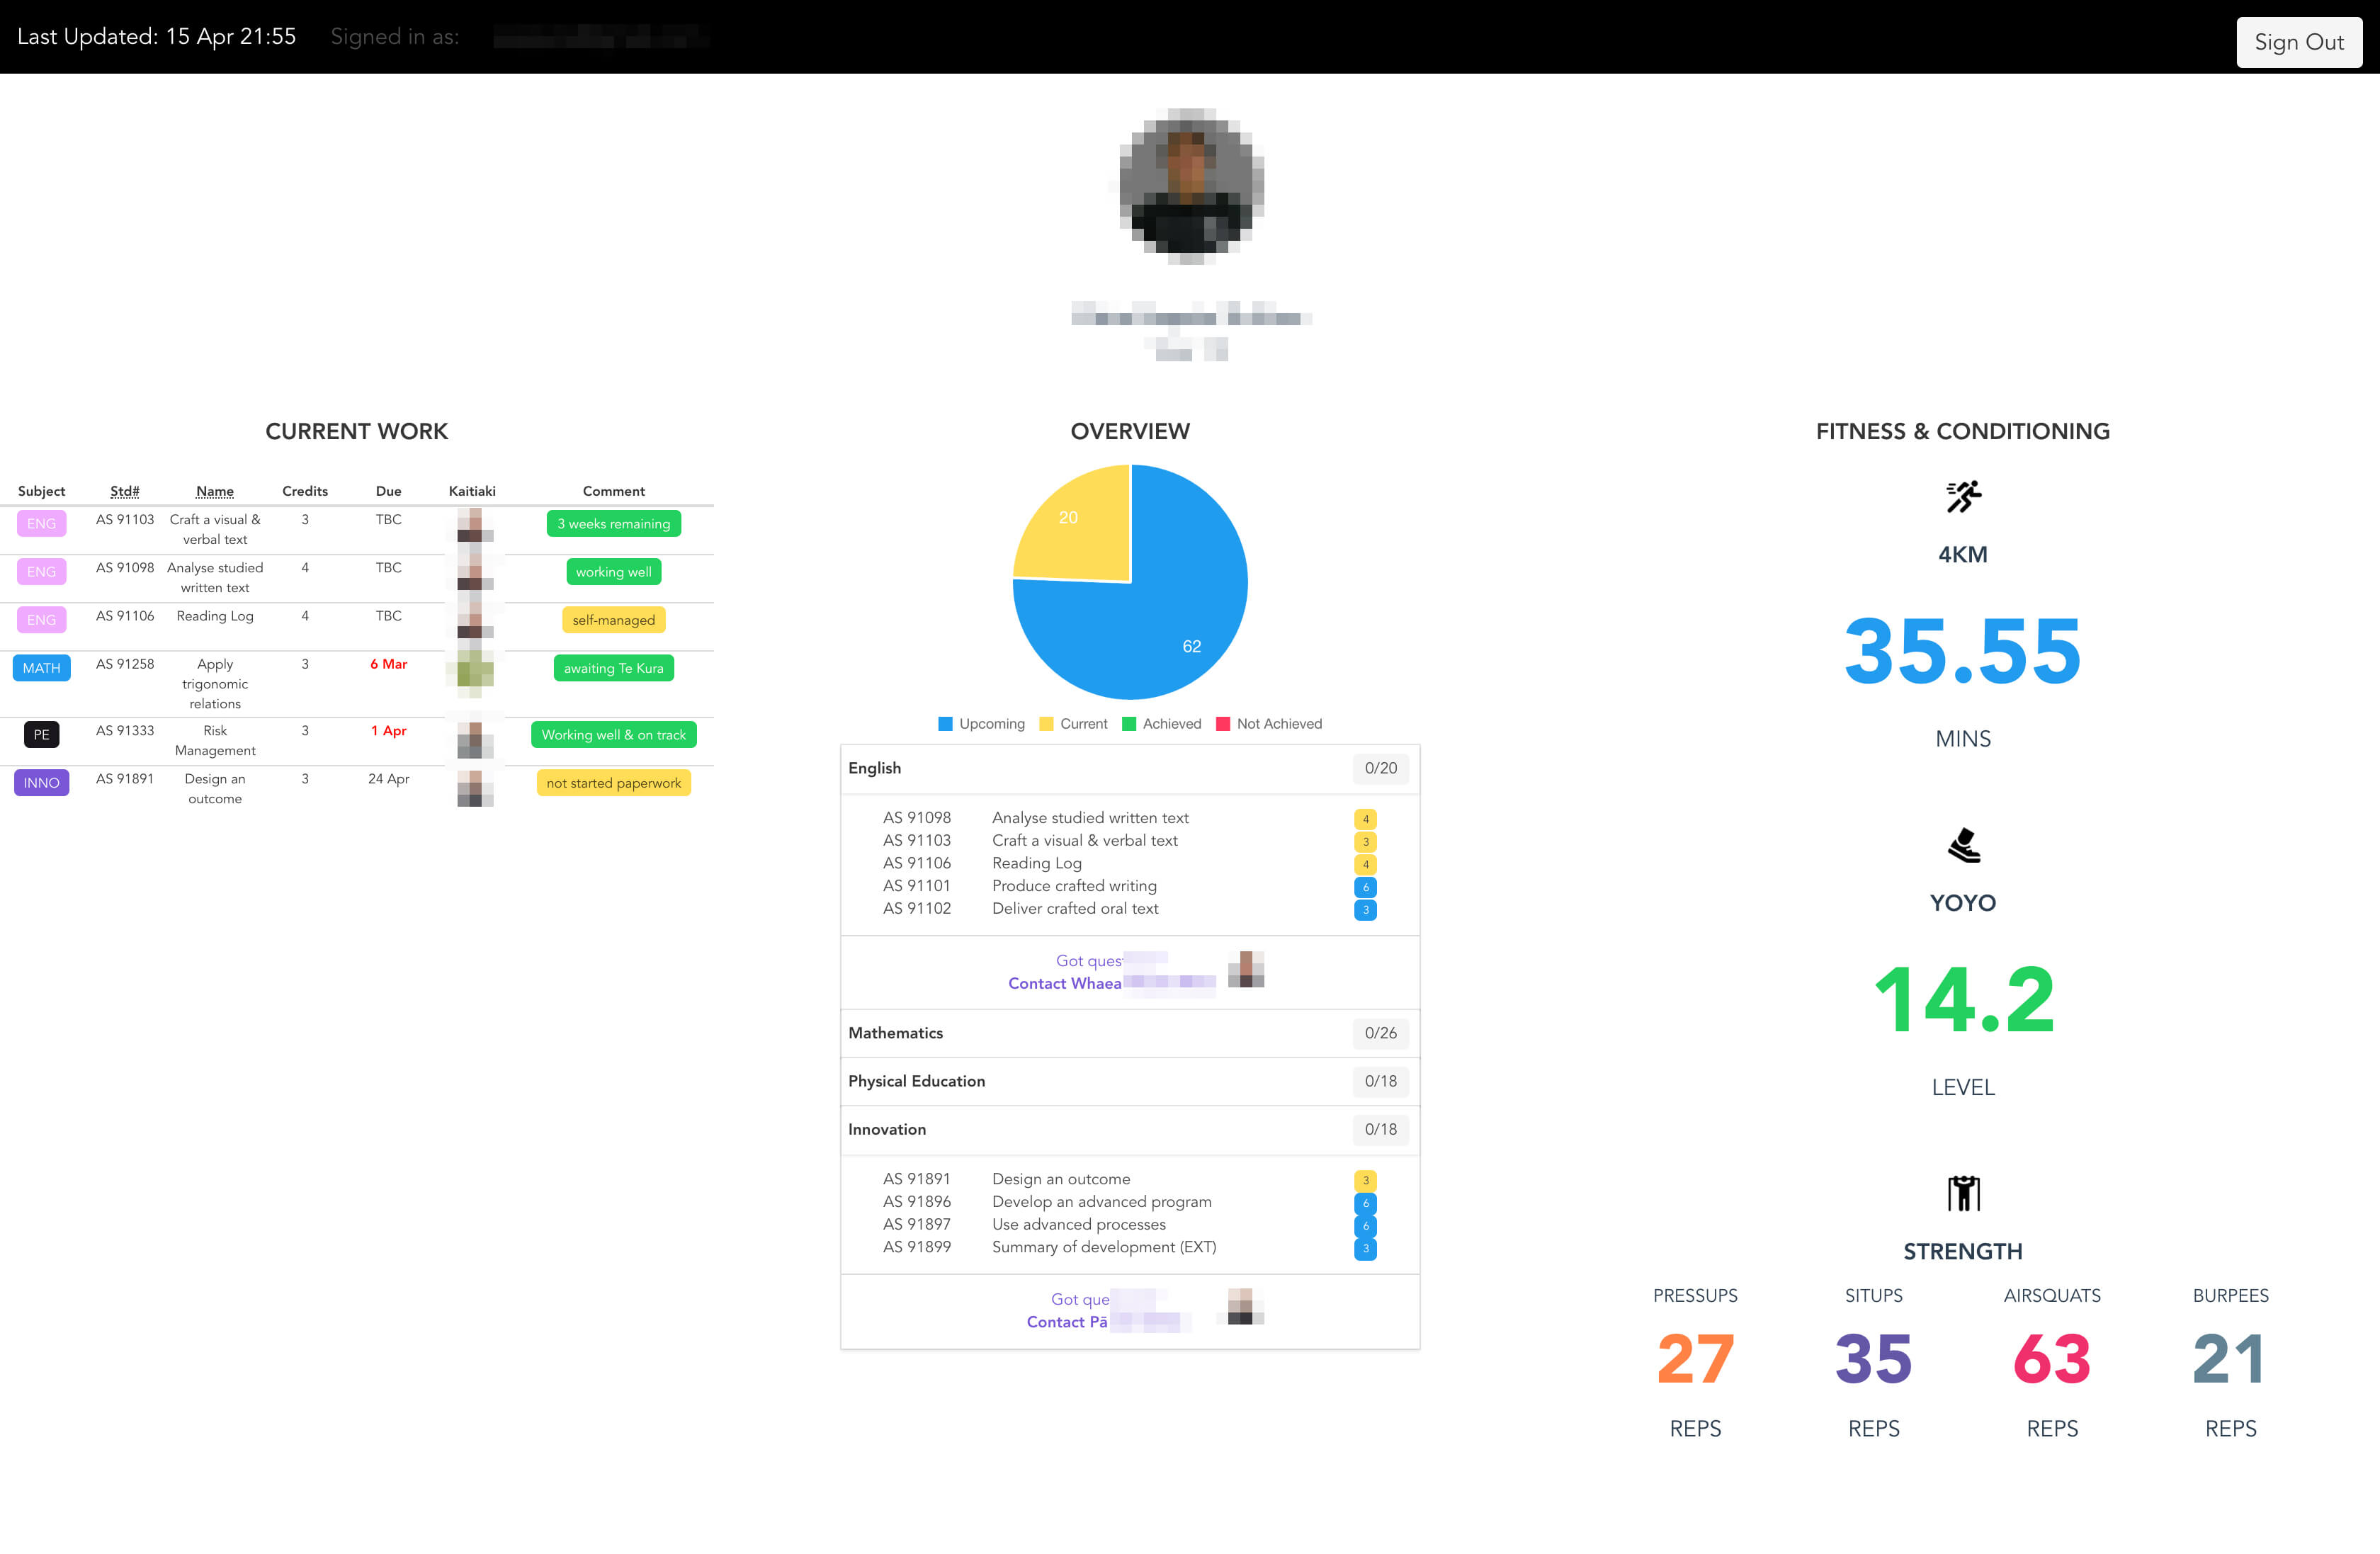 Last Updated: 15 Apr 21:55 Signed in as:
Sign Out
CURRENT WORK
Subject Std# Name Credits Due Kaitiaki Comment
ENG AS 91103 Craft a visual & verbal text 3 TBC 3 weeks remaining
ENG AS 91098 Analyse studied written text 4 TBC working well
ENG AS 91106 Reading Log 4 TBC self-managed
MATH AS 91258 Apply trigonomic relations 3 6 Mar awaiting Te Kura
PE AS 91333 Risk Management 3 1 Apr Working well & on track
INNO AS 91891 Design an outcome 3 24 Apr not started paperwork
OVERVIEW
20
62
Upcoming Current Achieved Not Achieved
English 0/20
AS 91098 Analyse studied written text 4
AS 91103 Craft a visual & verbal text 3
AS 91106 Reading Log 4
AS 91101 Produce crafted writing 6
AS 91102 Deliver crafted oral text 3
Got
Contact Whaea
Mathematics 0/26
Physical Education 0/18
Innovation 0/18
AS 91891 Design an outcome 3
AS 91896 Develop an advanced program 6
AS 91897 Use advanced processes 6
AS 91899 Summary of development (EXT) 3
Got
Contact
FITNESS & CONDITIONING
4KM
35.55
MINS
YOYO
14.2
LEVEL
STRENGTH
PRESSUPS SITUPS AIRSQUATS BURPEES
27 35 63 21
REPS REPS REPS REPS